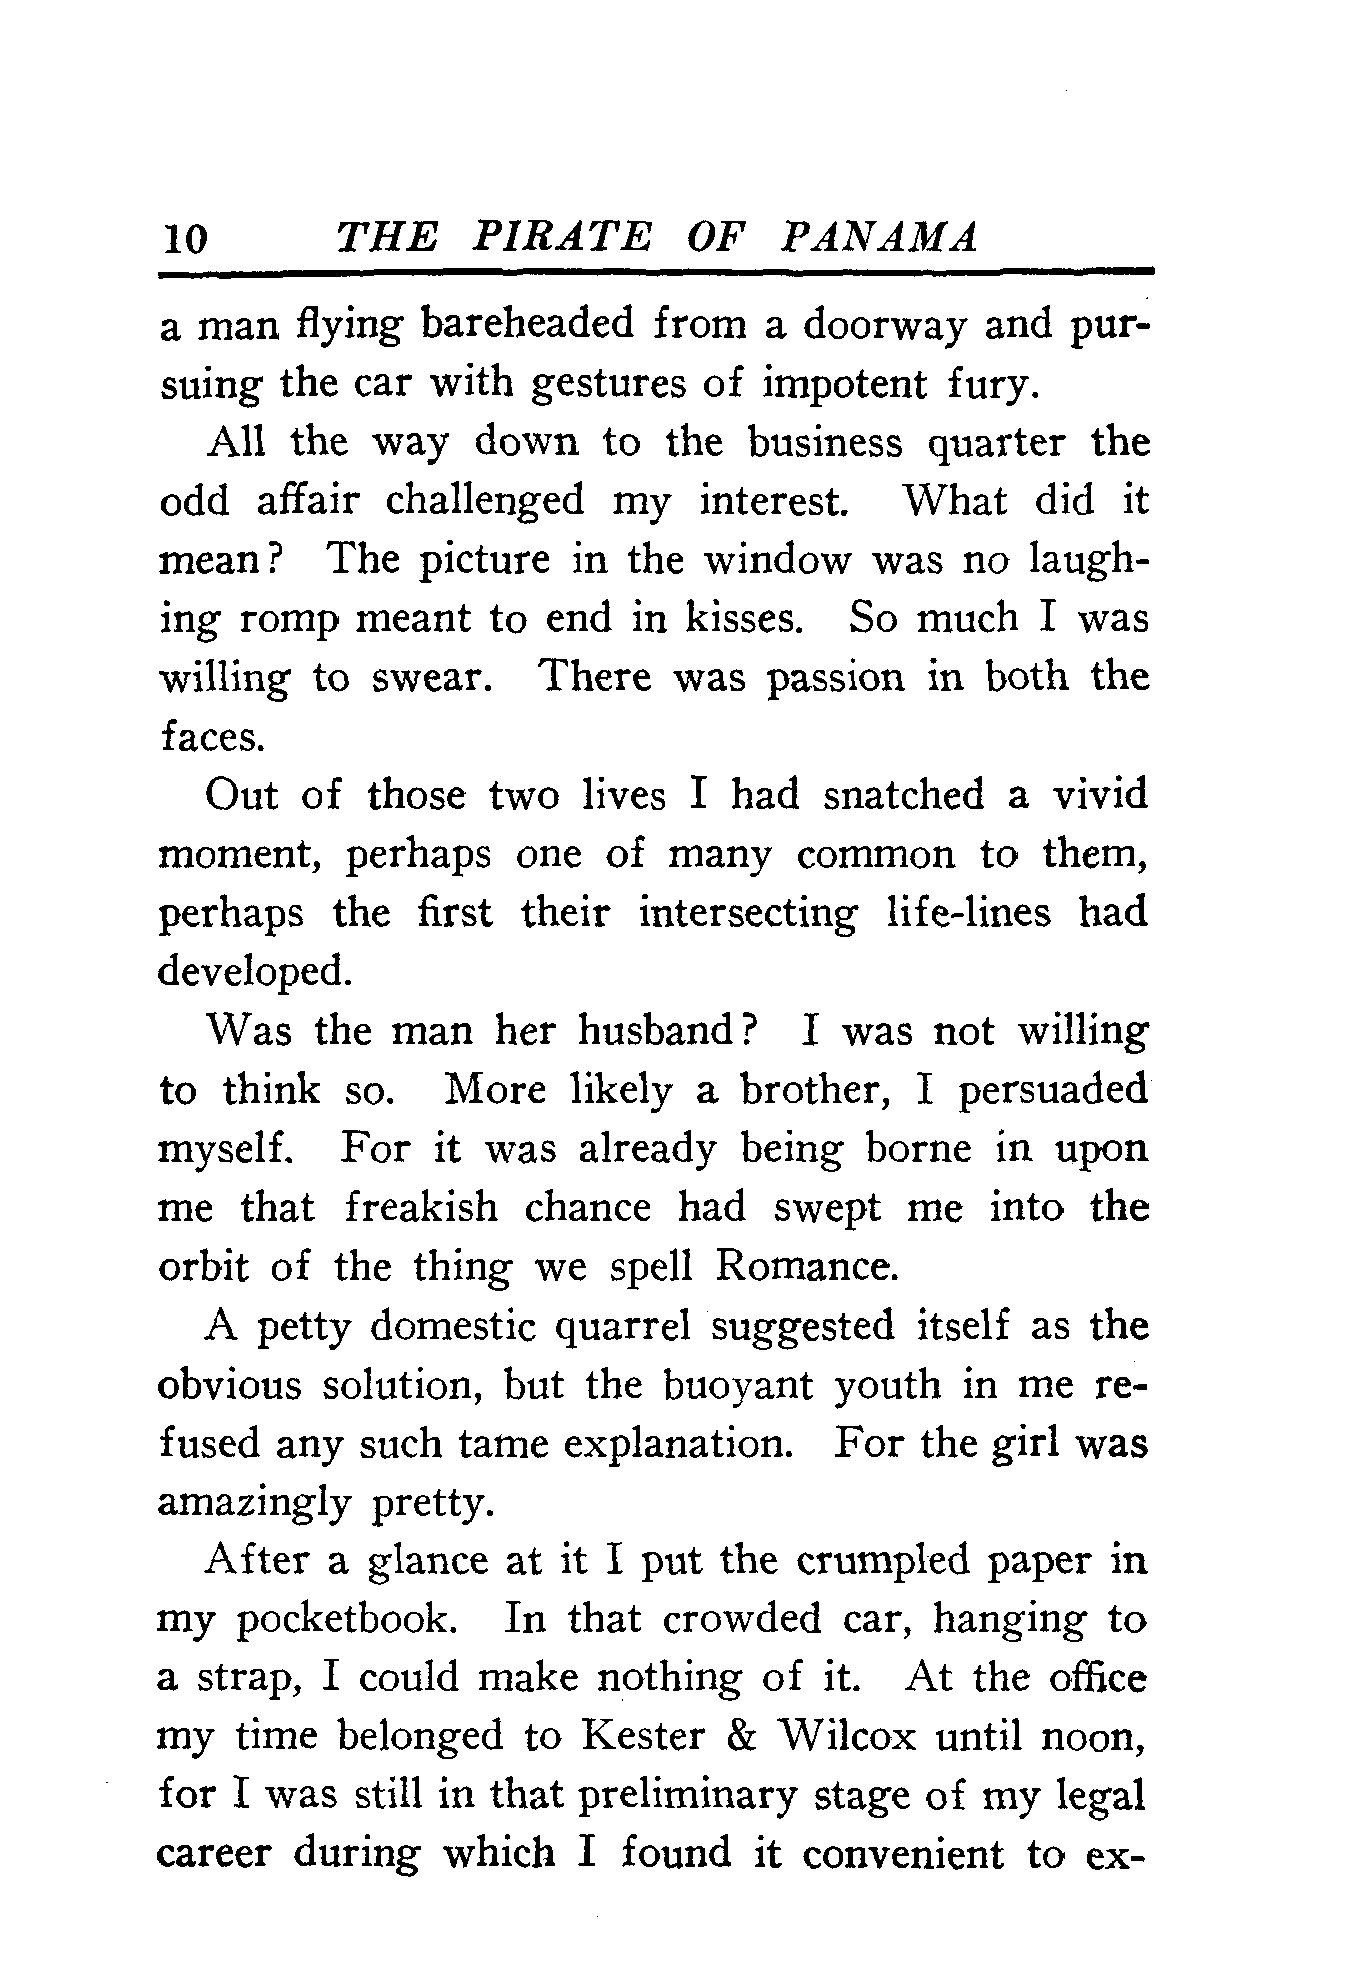 10 THE PIRATE OF PANAMA
a man flying bareheaded from a doorway and pur-
suing the car with gestures of impotent fury.
All the way down to the business quarter the
odd affair challenged my interest. What did it
mean? The picture in the window was no laugh-
ing romp meant to end in kisses. So much I was
willing to swear. There was passion in both the
faces.
Out of those two lives I had snatched a vivid
moment, perhaps one of many common to them,
perhaps the first their intersecting life-lines had
developed.
Was the man her husband? I was not willing
to think so. More likely a brother, I persuaded
myself. For it was already being borne in upon
me that freakish chance had swept me into the
orbit of the thing we spell Romance.
A petty domestic quarrel suggested itself as the
obvious solution, but the buoyant youth in me re-
fused any such tame explanation. For the girl was
amazingly pretty.
After a glance at it I put the crumpled paper in
my pocketbook. In that crowded car, hanging to
a strap, I could make nothing of it. At the office
my time belonged to Kester & Wilcox until noon,
for I was still in that preliminary stage of my legal
career during which I found it convenient to ex-